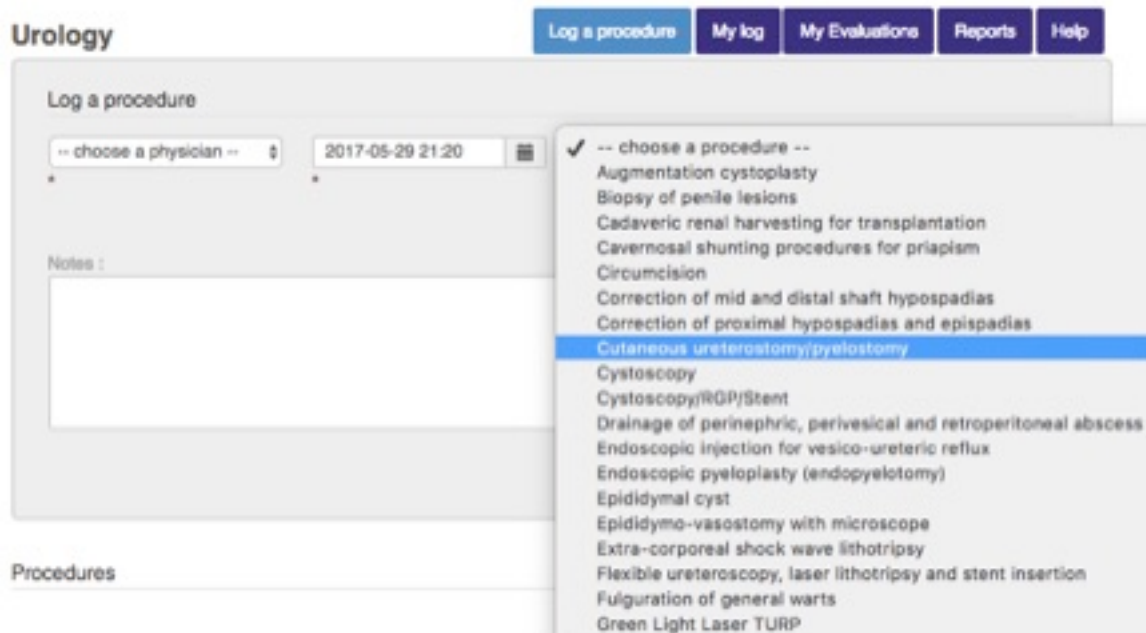 Urology
Log a procedure
My log
My Evaluations
Reports
Help
Log a procedure
-- choose a physician --
2017-05-29 21:20
*
*
Notes :
✓ -- choose a procedure --
Augmentation cystoplasty
Biopsy of penile lesions
Cadaveric renal harvesting for transplantation
Cavernosal shunting procedures for priapism
Circumcision
Correction of mid and distal shaft hypospadias
Correction of proximal hypospadias and epispadias
Cutaneous ureterostomy/pyelostomy
Cystoscopy
Cystoscopy/RGP/Stent
Drainage of perinephric, perivesical and retroperitoneal abscess
Endoscopic injection for vesico-ureteric reflux
Endoscopic pyeloplasty (endopyelotomy)
Epididymal cyst
Epididymo-vasostomy with microscope
Extra-corporeal shock wave lithotripsy
Flexible ureteroscopy, laser lithotripsy and stent insertion
Fulguration of general warts
Green Light Laser TURP
Procedures